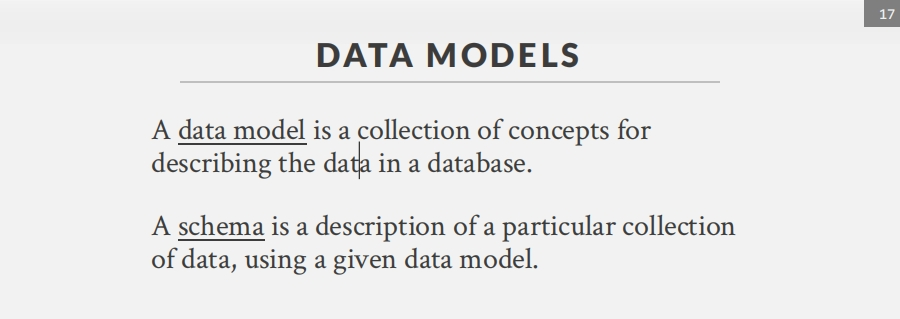 17
DATA MODELS
A data model is a collection of concepts for
describing the data in a database.
A schema is a description of a particular collection
of data, using a given data model.